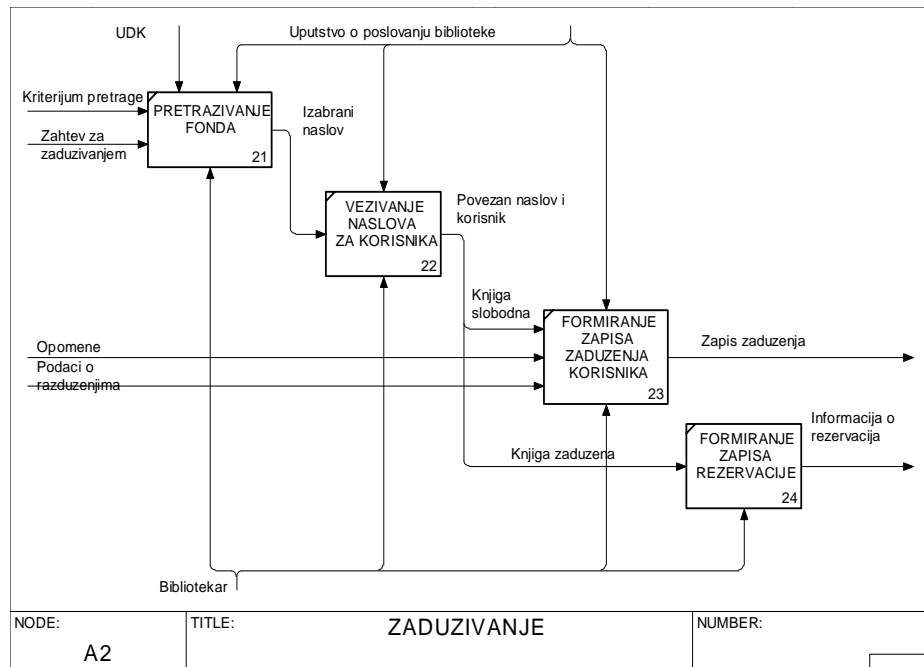 UDK
Uputstvo o poslovanju biblioteke
Kriterijum pretrage
Zahtev za
zaduzivanjem
PRETRAZIVANJE
FONDA
21
Izabrani
naslov
VEZIVANJE
NASLOVA
ZA KORISNIKA
22
Povezan naslov i
korisnik
Knjiga
slobodna
Opomene
Podaci o
razduzenjima
FORMIRANJE
ZAPISA
ZADUZENJA
KORISNIKA
23
Zapis zaduzenja
Knjiga zaduzena
FORMIRANJE
ZAPISA
REZERVACIJE
24
Informacija o
rezervacija
Bibliotekar
NODE:
A2
TITLE:
ZADUZIVANJE
NUMBER: